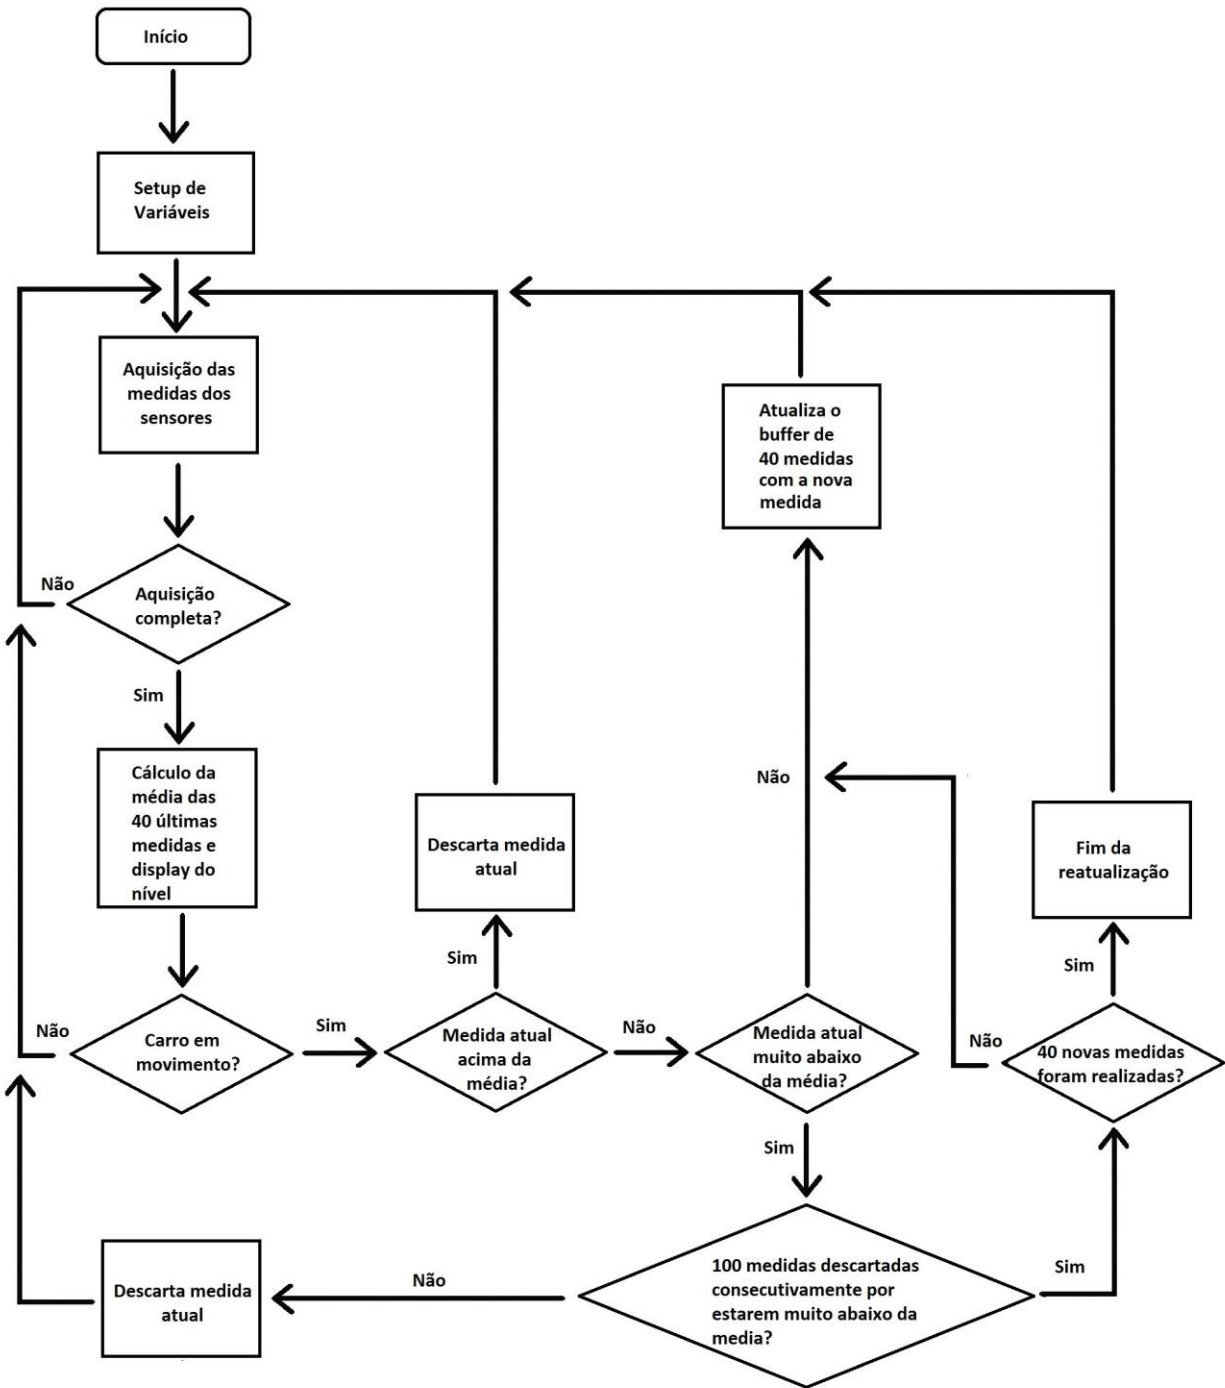 Início
Setup de
Variáveis
Aquisição das
medidas dos
sensores
Atualiza o
buffer de
40 medidas
com a nova
medida
Não
Aquisição
completa?
Sim
Cálculo da
média das
40 últimas
medidas e
display do
nível
Não
Descarta medida
atual
Fim da
reatualização
Sim
Sim
Não
Carro em
movimento?
Sim
Medida atual
acima da
média?
Não
Medida atual
muito abaixo
da média?
Não
40 novas medidas
foram realizadas?
Sim
Descarta medida
atual
Não
100 medidas descartadas
consecutivamente por
estarem muito abaixo da
media?
Sim